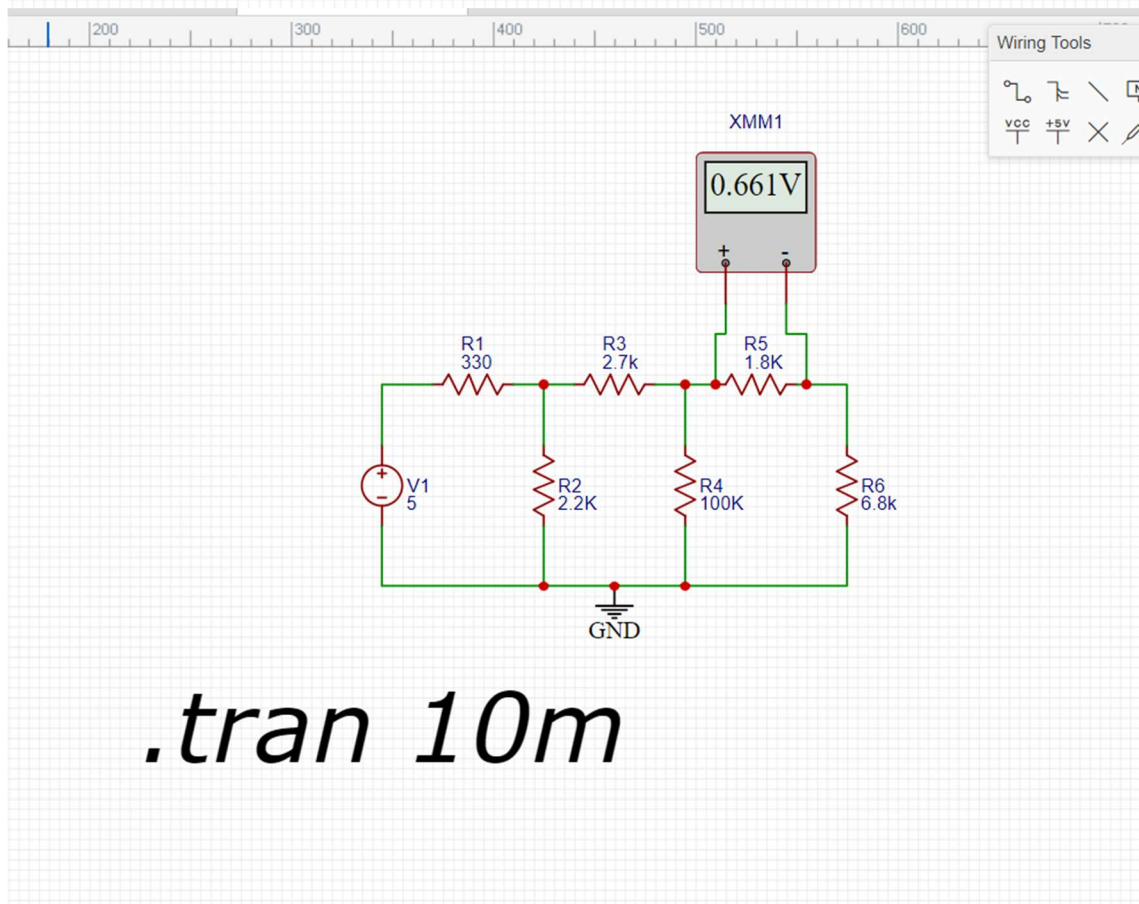 200 300 400 500 600
Wiring Tools
VCC +5V
XMM1
0.661V
+ -
R1 R3 R5
330 2.7k 1.8K
+ V1 R2 R4 R6
- 5 2.2K 100K 6.8k
GND
.tran 10m